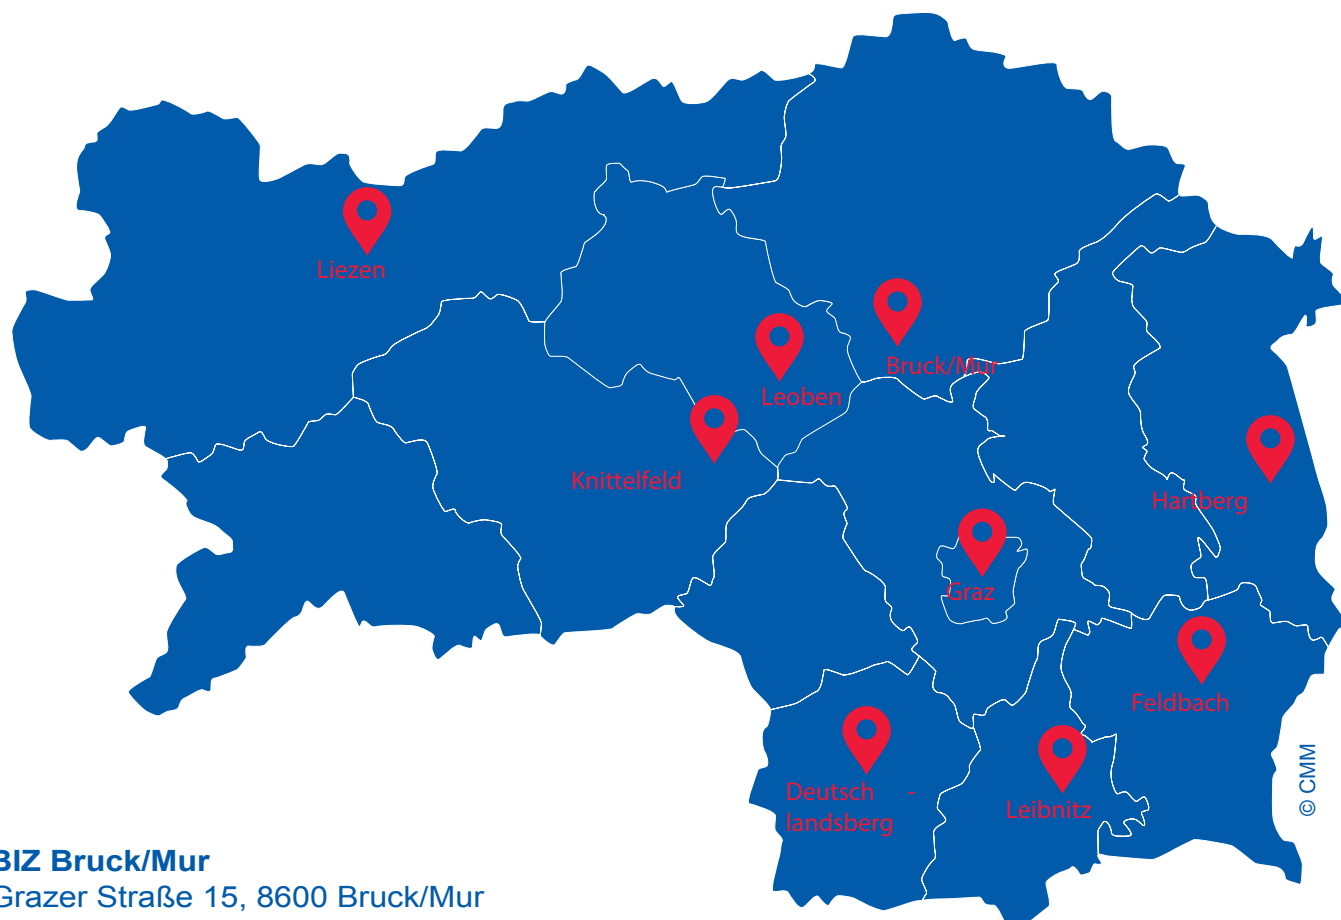 Liezen
Bruck/Mur
Leoben
Knittelfeld
Hartberg
Graz
Feldbach
Deutsch -
landsberg
Leibnitz
© CMM
BIZ Bruck/Mur
Grazer Straße 15, 8600 Bruck/Mur